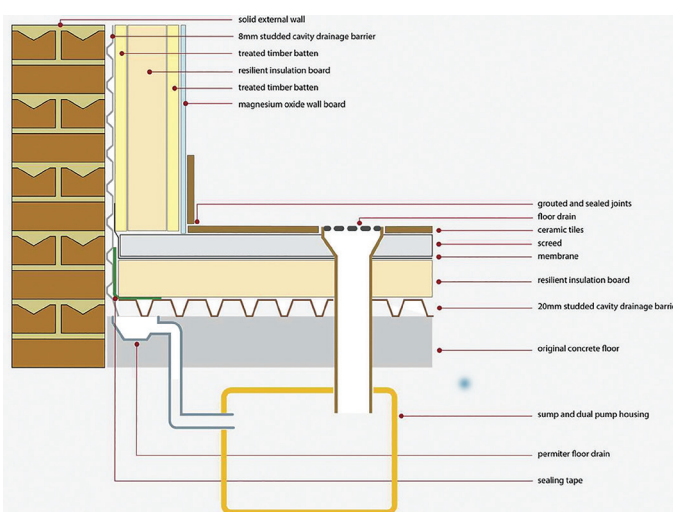 solid external wall
8mm studded cavity drainage barrier
treated timber batten
resilient insulation board
treated timber batten
magnesium oxide wall board
grouted and sealed joints
floor drain
ceramic tiles
screed
membrane
resilient insulation board
20mm studded cavity drainage barrie
original concrete floor
sump and dual pump housing
permiter floor drain
sealing tape